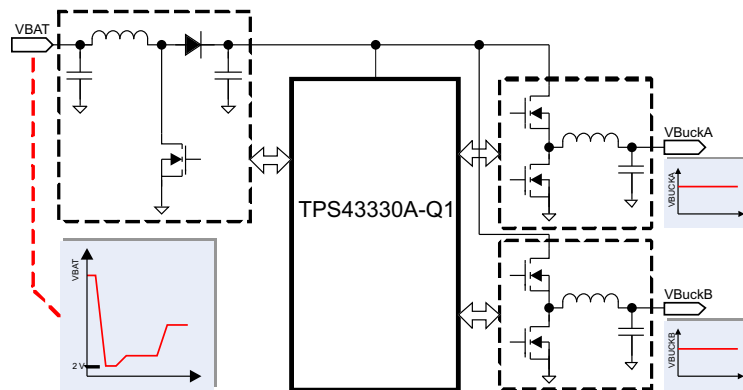 VBAT
VBuckA
VBUCKA
TPS43330A-Q1
VBAT
2 V
VBuckB
VBUCKB